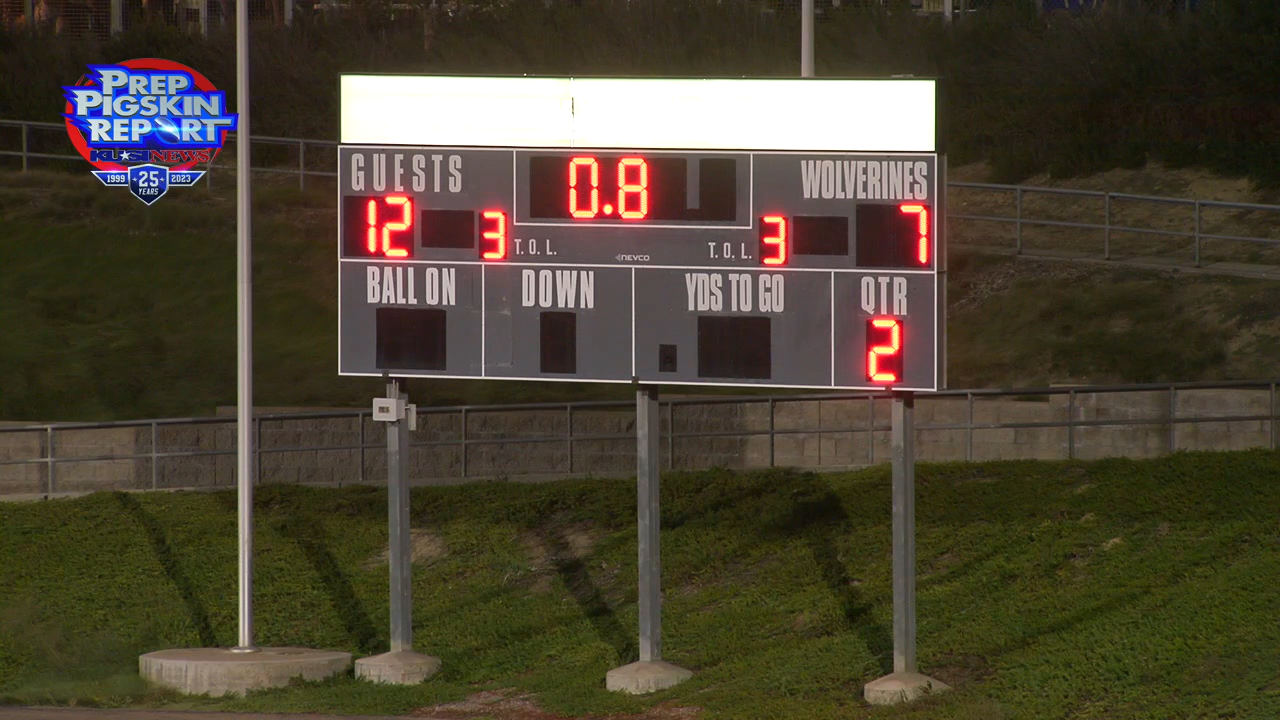 PREP
PIGSKIN
REPORT
KUSI NEWS
1999 25 2023
YEARS
GUESTS 0.8 WOLVERINES
12 3 T. O. L. T. O. L. 3 7
NEVCO
BALL ON DOWN YDS TO GO QTR
2